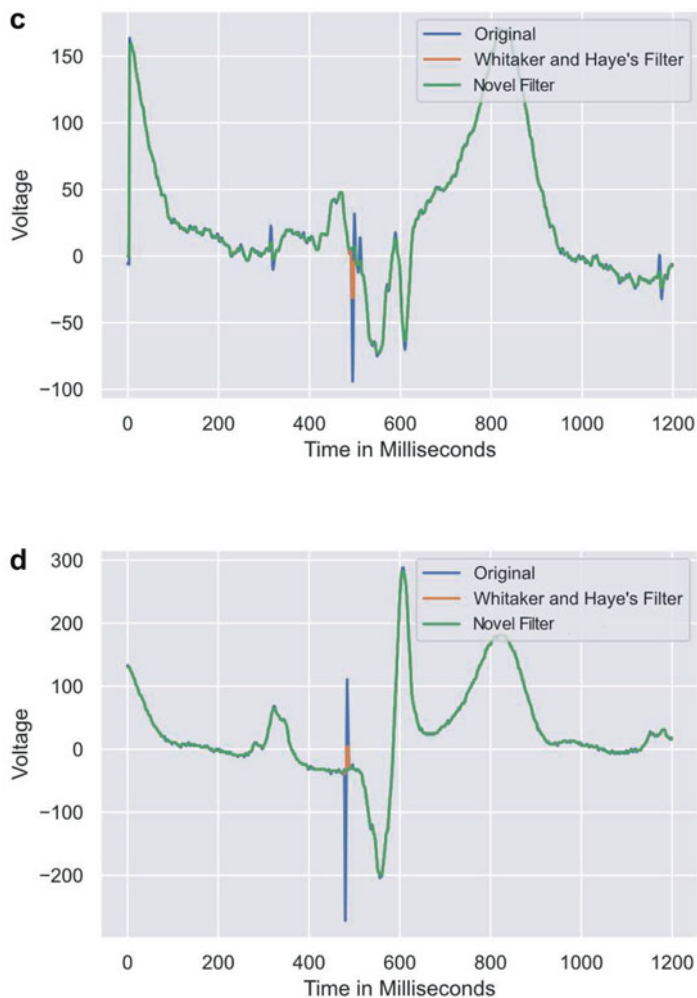 c
150
100
50
0
−50
−100
Voltage
Original
Whitaker and Haye's Filter
Novel Filter
0 200 400 600 800 1000 1200
Time in Milliseconds
d
300
200
100
0
−100
−200
Voltage
Original
Whitaker and Haye's Filter
Novel Filter
0 200 400 600 800 1000 1200
Time in Milliseconds